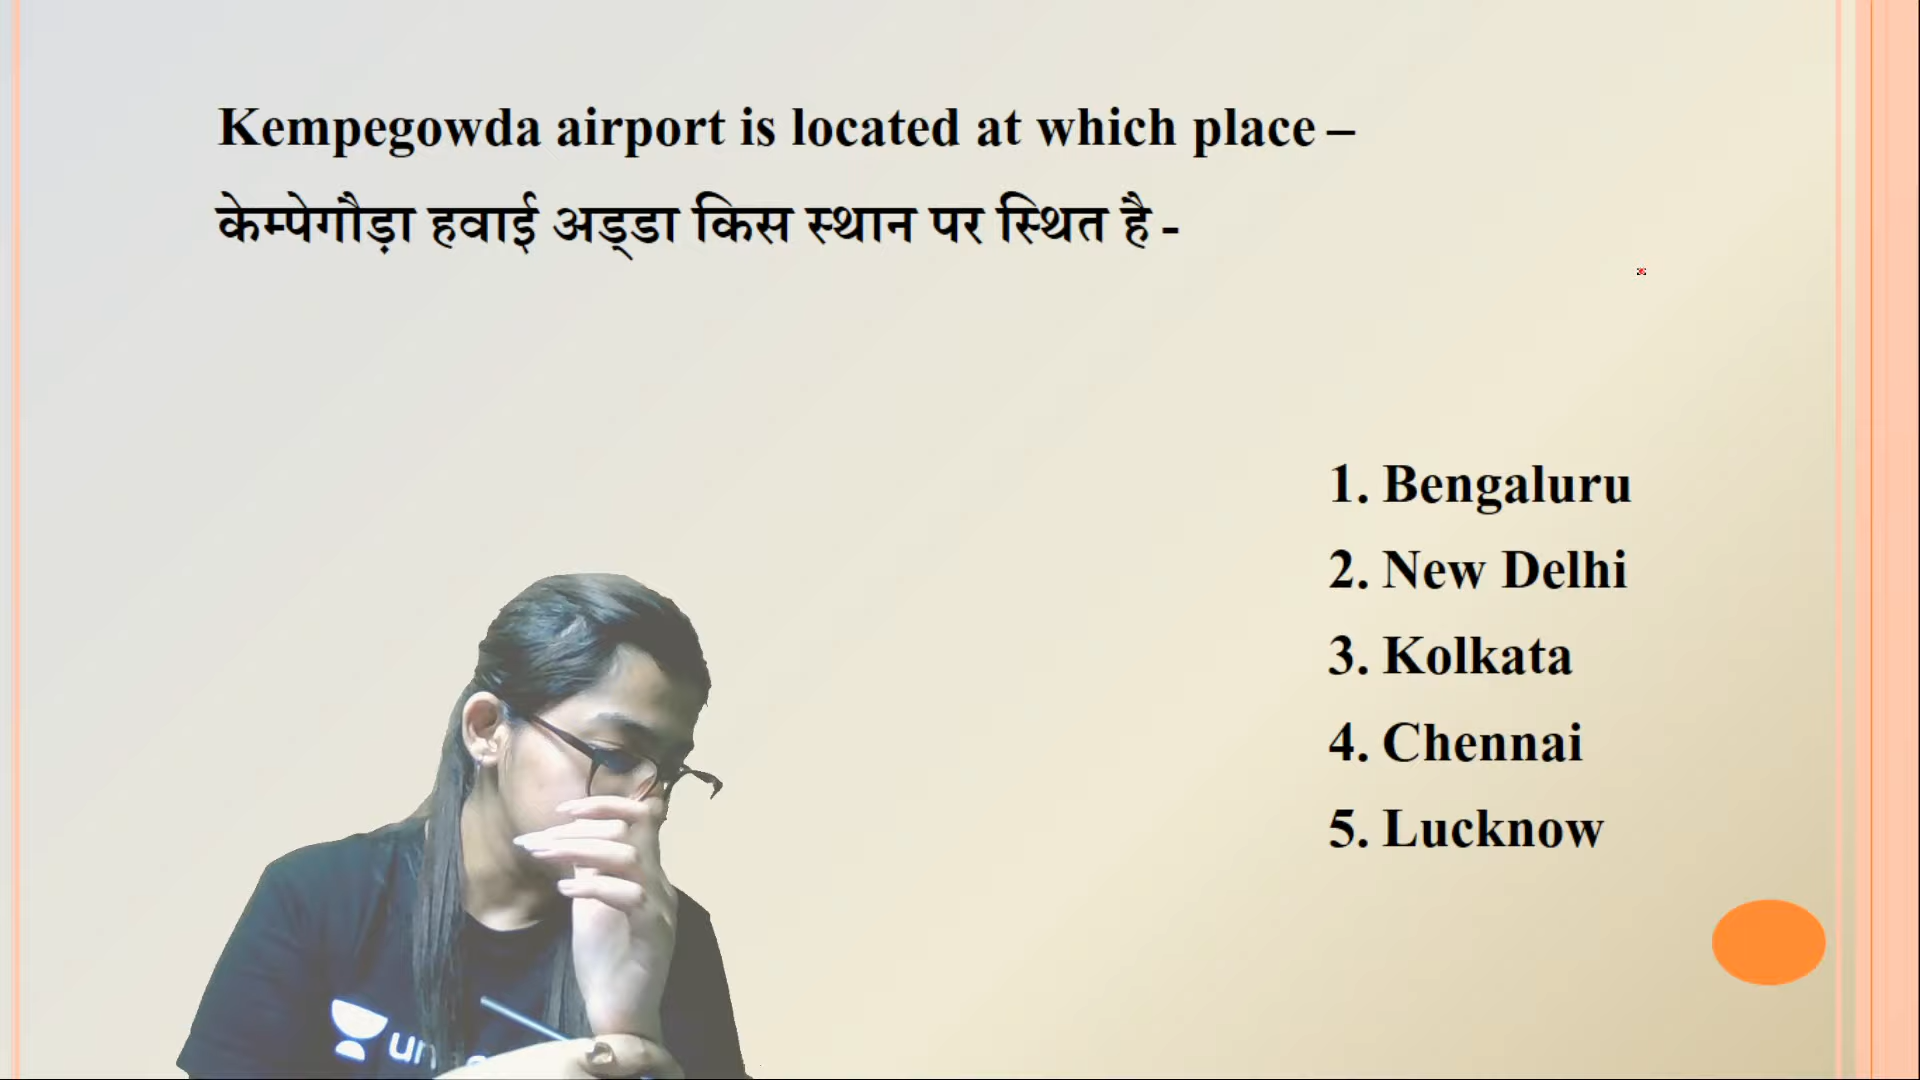 Kempegowda airport is located at which place –
केम्पेगौड़ा हवाई अड्डा किस स्थान पर स्थित है -
1. Bengaluru
2. New Delhi
3. Kolkata
4. Chennai
5. Lucknow